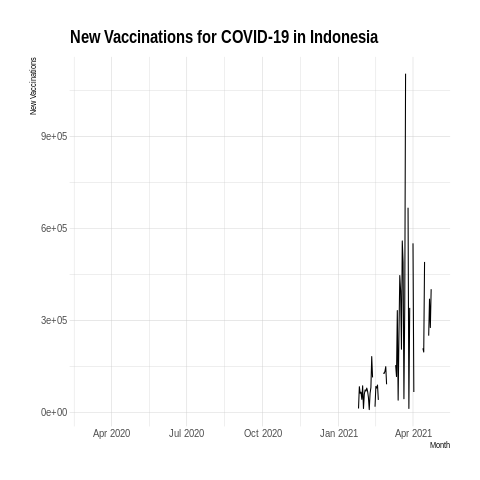 New Vaccinations for COVID-19 in Indonesia
New Vaccinations
9e+05
6e+05
3e+05
0e+00
Apr 2020
Jul 2020
Oct 2020
Jan 2021
Apr 2021
Month